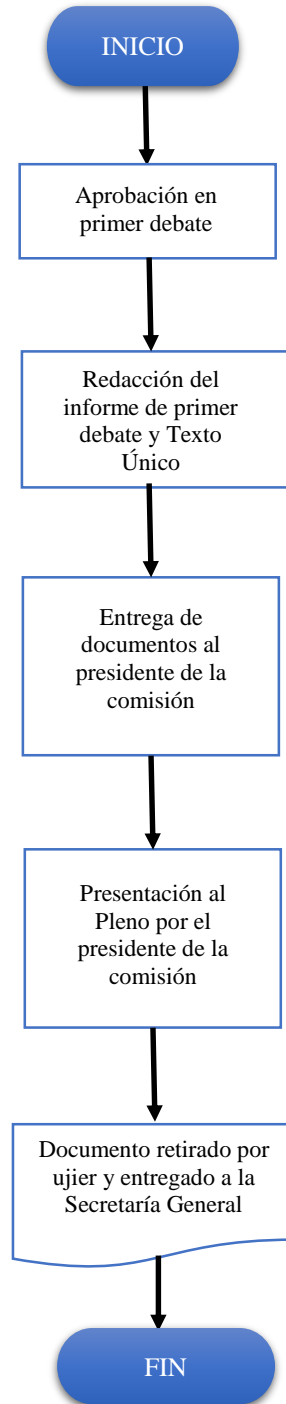 INICIO
Aprobación en
primer debate
Redacción del
informe de primer
debate y Texto
Único
Entrega de
documentos al
presidente de la
comisión
Presentación al
Pleno por el
presidente de la
comisión
Documento retirado por
ujier y entregado a la
Secretaría General
FIN